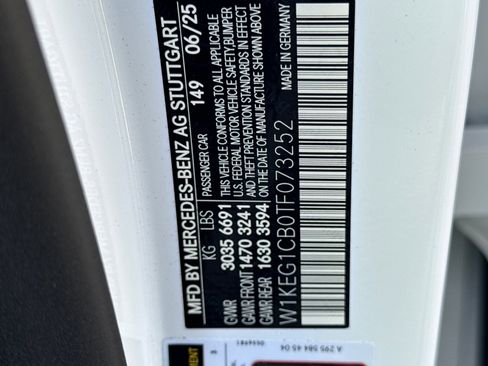 MFD BY MERCEDES-BENZ AG STUTTGART
149 06/25
KG LBS PASSENGER CAR
GVWR 3035 6691 THIS VEHICLE CONFORMS TO ALL APPLICABLE
GAWR FRONT 1470 3241 U.S. FEDERAL MOTOR VEHICLE SAFETY, BUMPER
GAWR REAR 1630 3594 AND THEFT PREVENTION STANDARDS IN EFFECT
ON THE DATE OF MANUFACTURE SHOWN ABOVE
W1KEG1CB0TF073252 MADE IN GERMANY
A 295 584 45 04